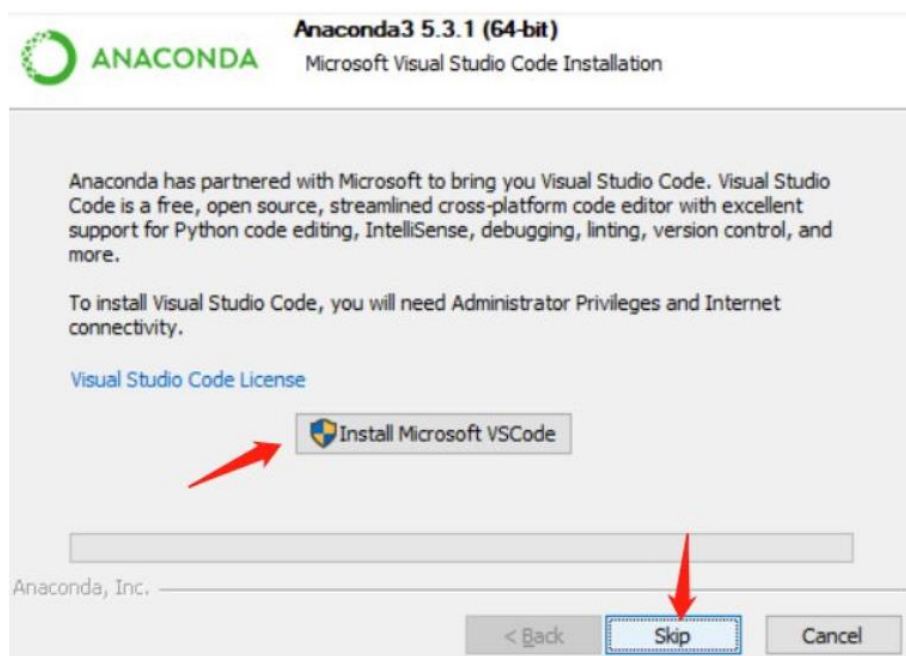 Anaconda3 5.3.1 (64-bit)
ANACONDA
Microsoft Visual Studio Code Installation
Anaconda has partnered with Microsoft to bring you Visual Studio Code. Visual Studio
Code is a free, open source, streamlined cross-platform code editor with excellent
support for Python code editing, IntelliSense, debugging, linting, version control, and
more.
To install Visual Studio Code, you will need Administrator Privileges and Internet
connectivity.
Visual Studio Code License
Install Microsoft VSCode
Anaconda, Inc.
< Back
Skip
Cancel